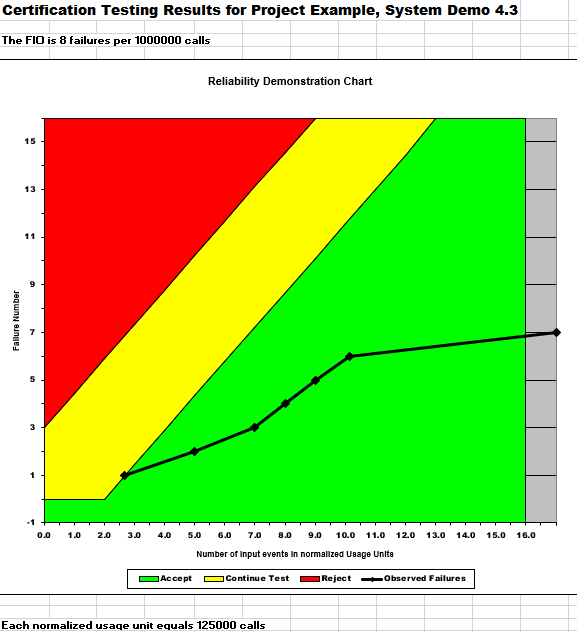 Certification Testing Results for Project Example, System Demo 4.3
The FIO is 8 failures per 1000000 calls
Reliability Demonstration Chart
15
13
11
9
7
5
3
1
-1
Failure Number
0.0 1.0 2.0 3.0 4.0 5.0 6.0 7.0 8.0 9.0 10.0 11.0 12.0 13.0 14.0 15.0 16.0
Number of input events in normalized Usage Units
Accept Continue Test Reject Observed Failures
Each normalized usage unit equals 125000 calls